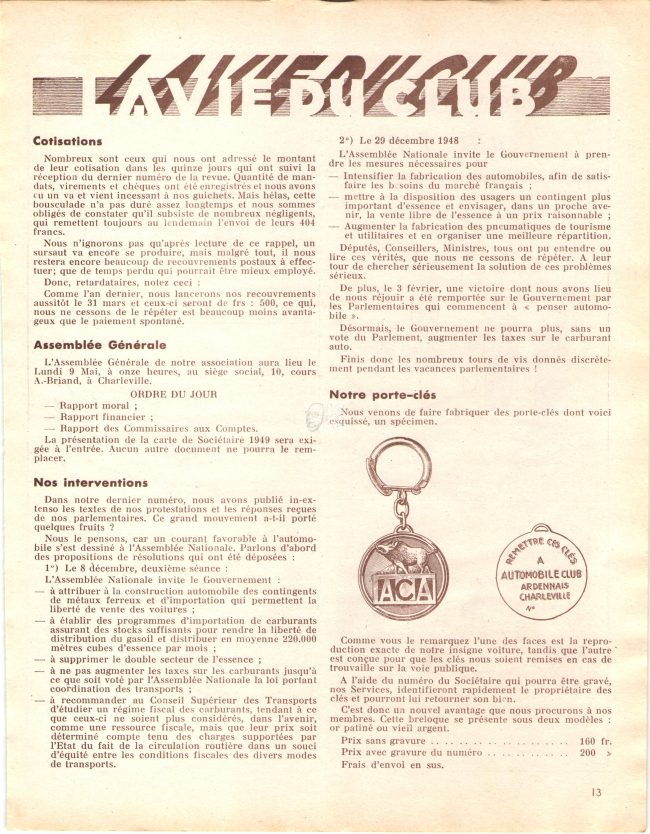 LA VIE DU CLUB
Cotisations
Nombreux sont ceux qui nous ont adressé le montant
de leur cotisation dans les quinze jours qui ont suivi la
réception du dernier numéro de la revue. Quantité de man-
dats, virements et chèques ont été enregistrés et nous avons
eu un va et vient incessant à nos guichets. Mais hélas, cette
bousculade n'a pas duré assez longtemps et nous sommes
obligés de constater qu'il subsiste de nombreux négligents,
qui remettent toujours au lendemain l'envoi de leurs 404
francs.
Nous n'ignorons pas qu'après lecture de ce rappel, un
sursaut va encore se produire, mais malgré tout, il nous
restera encore beaucoup de recouvrements postaux à effec-
tuer; que de temps perdu qui pourrait être mieux employé.
Donc, retardataires, notez ceci :
Comme l'an dernier, nous lancerons nos recouvrements
aussitôt le 31 mars et ceux-ci seront de frs : 500, ce qui,
nous ne cessons de le répéter est beaucoup moins avanta-
geux que le paiement spontané.
Assemblée Générale
L'Assemblée Générale de notre association aura lieu le
Lundi 9 Mai, à onze heures, au siège social, 10, cours
A.-Briand, à Charleville.
ORDRE DU JOUR
— Rapport moral ;
— Rapport financier ;
— Rapport des Commissaires aux Comptes.
La présentation de la carte de Sociétaire 1949 sera exi-
gée à l'entrée. Aucun autre document ne pourra le rem-
placer.
Nos interventions
Dans notre dernier numéro, nous avons publié in-ex-
tenso les textes de nos protestations et les réponses reçues
de nos parlementaires. Ce grand mouvement a-t-il porté
quelques fruits ?
Nous le pensons, car un courant favorable à l'automo-
bile s'est dessiné à l'Assemblée Nationale. Parlons d'abord
des propositions de résolutions qui ont été déposées :
1°) Le 8 décembre, deuxième séance :
L'Assemblée Nationale invite le Gouvernement :
— à attribuer à la construction automobile des contingents
de métaux ferreux et d'importation qui permettent la
liberté de vente des voitures ;
— à établir des programmes d'importation de carburants
assurant des stocks suffisants pour rendre la liberté de
distribution du gasoil et distribuer en moyenne 220.000
mètres cubes d'essence par mois ;
— à supprimer le double secteur de l'essence ;
— à ne pas augmenter les taxes sur les carburants jusqu'à
ce que soit voté par l'Assemblée Nationale la loi portant
coordination des transports ;
— à recommander au Conseil Supérieur des Transports
d'étudier un régime fiscal des carburants, tendant à ce
que ceux-ci ne soient plus considérés, dans l'avenir,
comme une ressource fiscale, mais que leur prix soit
déterminé compte tenu des charges supportées par
l'Etat du fait de la circulation routière dans un souci
d'équité entre les conditions fiscales des divers modes
de transports.
2°) Le 29 décembre 1948 :
L'Assemblée Nationale invite le Gouvernement à pren-
dre les mesures nécessaires pour
— Intensifier la fabrication des automobiles, afin de satis-
faire les besoins du marché français ;
— mettre à la disposition des usagers un contingent plus
important d'essence et envisager, dans un proche ave-
nir, la vente libre de l'essence à un prix raisonnable ;
— Augmenter la fabrication des pneumatiques de tourisme
et utilitaires et en organiser une meilleure répartition.
Députés, Conseillers, Ministres, tous ont pu entendre ou
lire ces vérités, que nous ne cessons de répéter. A leur
tour de chercher sérieusement la solution de ces problèmes
sérieux.
De plus, le 3 février, une victoire dont nous avons lieu
de nous réjouir a été remportée sur le Gouvernement par
les Parlementaires qui commencent à « penser automo-
bile ».
Désormais, le Gouvernement ne pourra plus, sans un
vote du Parlement, augmenter les taxes sur le carburant
auto.
Finis donc les nombreux tours de vis donnés discrète-
ment pendant les vacances parlementaires !
Notre porte-clés
Nous venons de faire fabriquer des porte-clés dont voici
esquissé, un spécimen.
ACA
REMETTRE CES CLÉS
A
AUTOMOBILE CLUB
ARDENNAIS
CHARLEVILLE
N°
Comme vous le remarquez l'une des faces est la repro-
duction exacte de notre insigne voiture, tandis que l'autre
est conçue pour que les clés nous soient remises en cas de
trouvaille sur la voie publique.
A l'aide du numéro du Sociétaire qui pourra être gravé,
nos Services, identifieront rapidement le propriétaire des
clés et pourront lui retourner son bien.
C'est donc un nouvel avantage que nous procurons à nos
membres. Cette breloque se présente sous deux modèles :
or patiné ou vieil argent.
Prix sans gravure .. .. .. .. .. .. .. .. .. 160 fr.
Prix avec gravure du numéro .. .. .. .. .. .. 200 »
Frais d'envoi en sus.
13